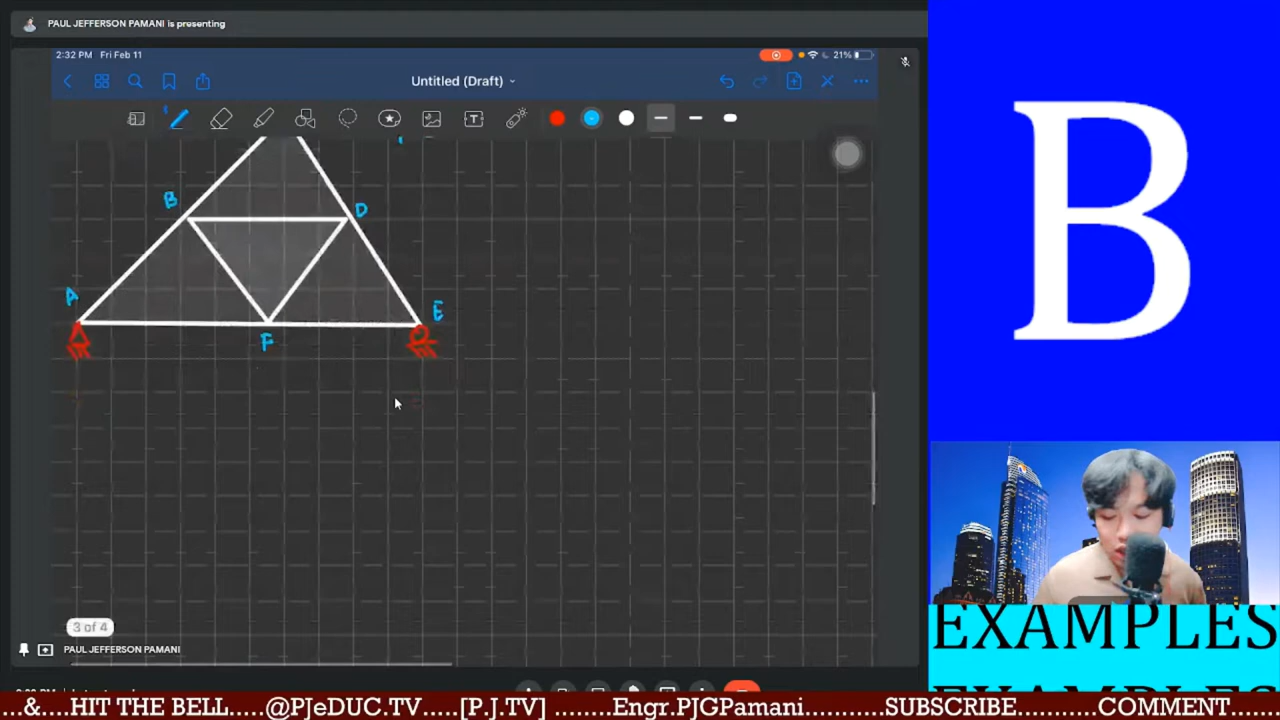 PAUL JEFFERSON PAMANI is presenting
2:32 PM Fri Feb 11
21%
Untitled (Draft)
T
B
D
A
E
F
3 of 4
PAUL JEFFERSON PAMANI
B
EXAMPLES
...&....HIT THE BELL.....@PJeDUC.TV.....[P.J.TV] ........Engr.PJGPamani...........SUBSCRIBE.............COMMENT........